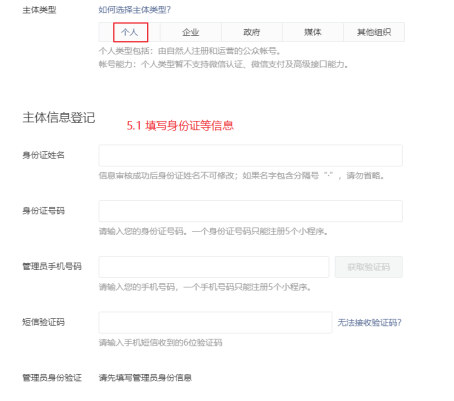 主体类型 如何选择主体类型?
个人 企业 政府 媒体 其他组织
个人类型包括：由自然人注册和运营的公众帐号。
帐号能力：个人类型暂不支持微信认证、微信支付及高级接口能力。
主体信息登记
5.1 填写身份证等信息
身份证姓名
信息审核成功后身份证姓名不可修改；如果名字包含分隔号“·”，请勿省略。
身份证号码
请输入您的身份证号码。一个身份证号码只能注册5个小程序。
管理员手机号码 获取验证码
请输入您的手机号码，一个手机号码只能注册5个小程序。
短信验证码 无法接收验证码?
请输入手机短信收到的6位验证码
管理员身份验证 请先填写管理员身份信息